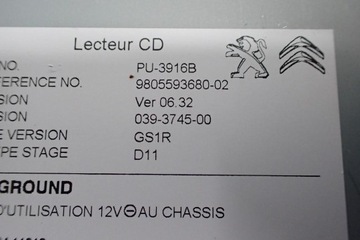 Lecteur CD
NO. PU-3916B
ERENCE NO. 9805593680-02
SION Ver 06.32
SION 039-3745-00
E VERSION GS1R
PE STAGE D11
GROUND
D'UTILISATION 12V⊖AU CHASSIS